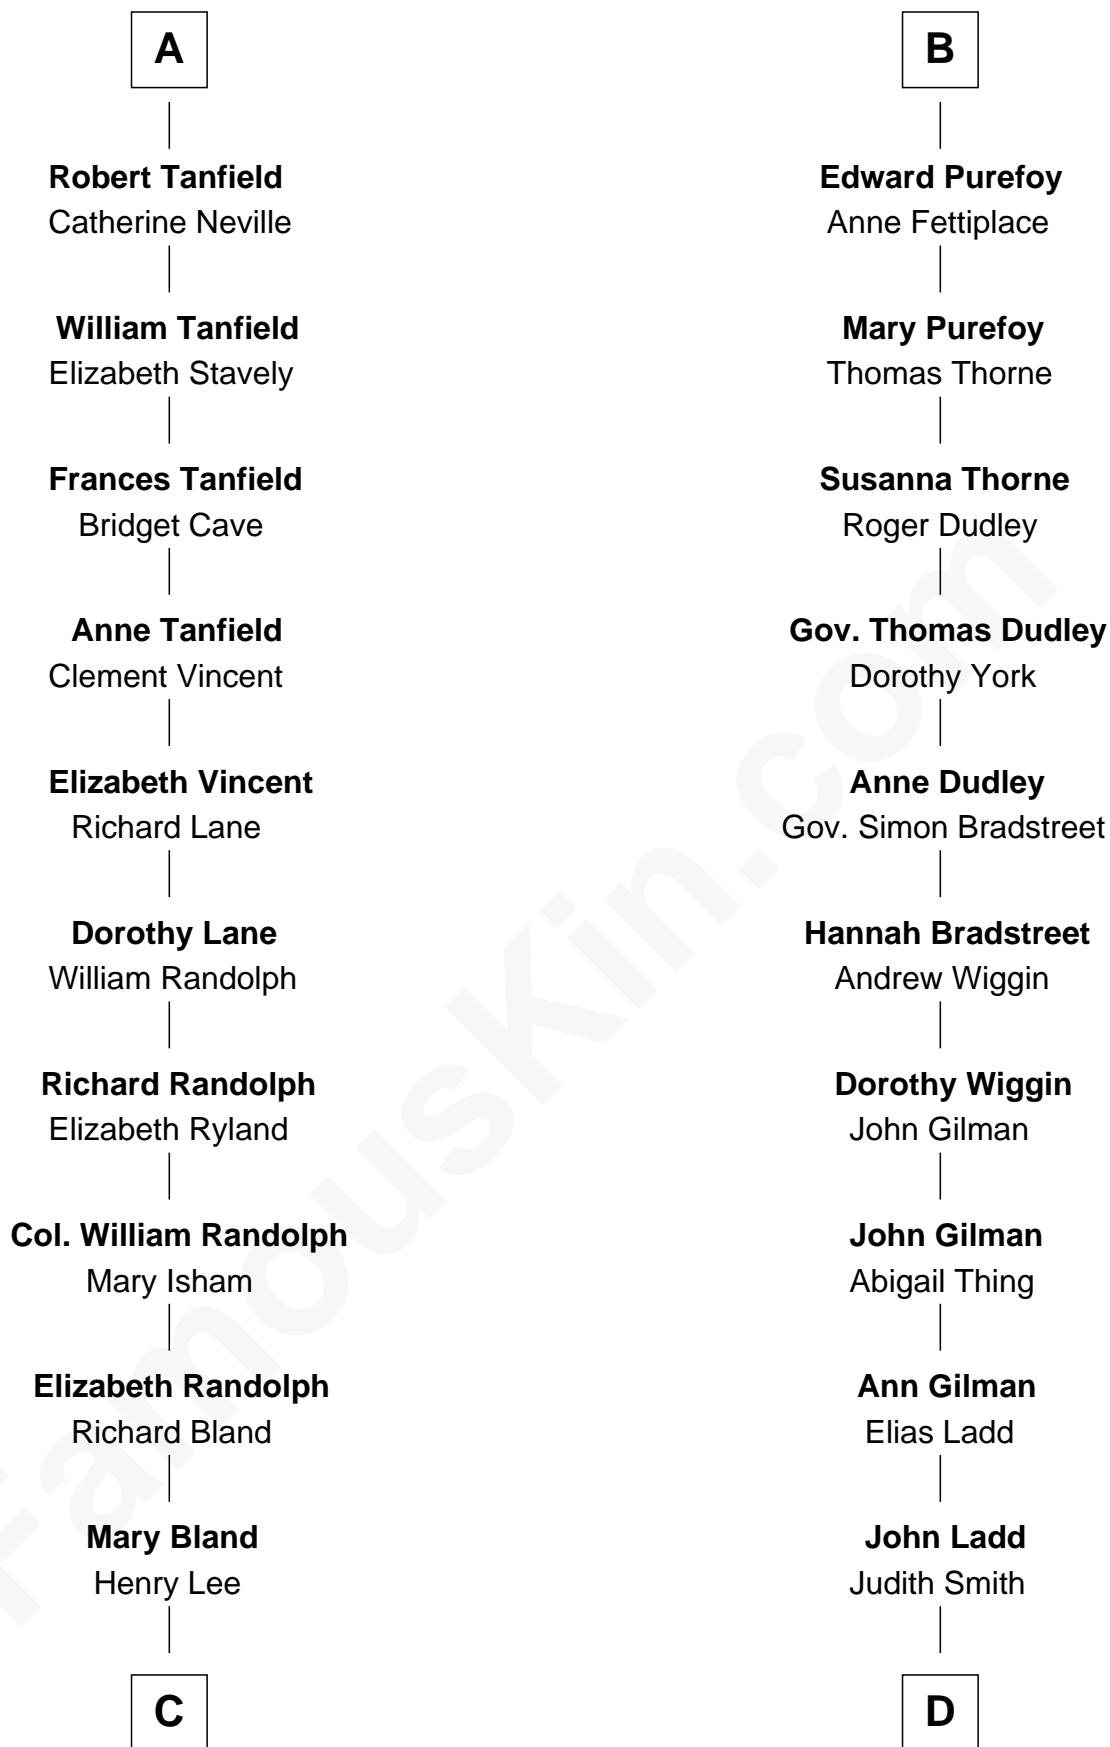 A
Robert Tanfield
Catherine Neville
William Tanfield
Elizabeth Stavely
Frances Tanfield
Bridget Cave
Anne Tanfield
Clement Vincent
Elizabeth Vincent
Richard Lane
Dorothy Lane
William Randolph
Richard Randolph
Elizabeth Ryland
Col. William Randolph
Mary Isham
Elizabeth Randolph
Richard Bland
Mary Bland
Henry Lee
C
B
Edward Purefoy
Anne Fettiplace
Mary Purefoy
Thomas Thorne
Susanna Thorne
Roger Dudley
Gov. Thomas Dudley
Dorothy York
Anne Dudley
Gov. Simon Bradstreet
Hannah Bradstreet
Andrew Wiggin
Dorothy Wiggin
John Gilman
John Gilman
Abigail Thing
Ann Gilman
Elias Ladd
John Ladd
Judith Smith
D
FamousKin.com